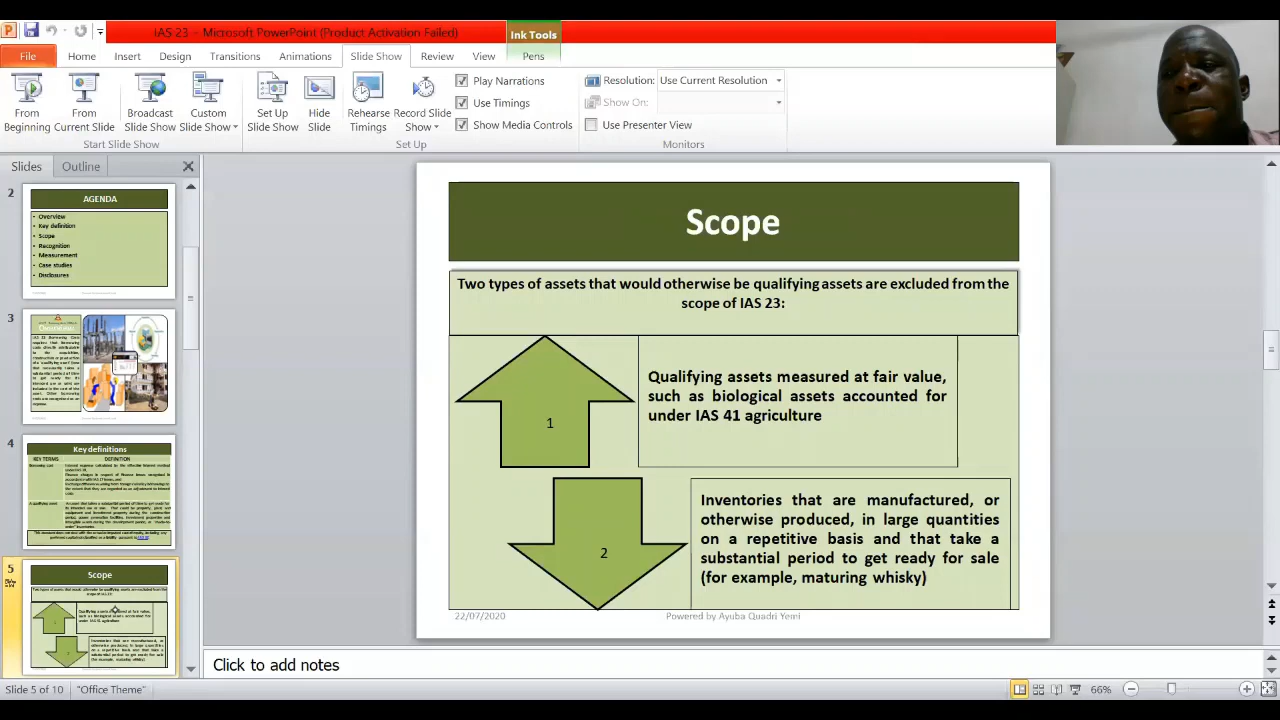 IAS 23 - Microsoft PowerPoint (Product Activation Failed)
Ink Tools
File
Home
Insert
Design
Transitions
Animations
Slide Show
Review
View
Pens
From
Beginning
From
Current Slide
Broadcast
Slide Show
Custom
Slide Show
Set Up
Slide Show
Hide
Slide
Rehearse
Timings
Record Slide
Show
Play Narrations
Use Timings
Show Media Controls
Resolution:
Use Current Resolution
Show On:
Use Presenter View
Start Slide Show
Set Up
Monitors
Slides
Outline
2
AGENDA
• Overview
• Key definition
• Scope
• Recognition
• Measurement
• Case studies
• Disclosures
3
Overview
4
Key definitions
KEY TERMS
DEFINITION
5
Scope
Scope
Two types of assets that would otherwise be qualifying assets are excluded from the
scope of IAS 23:
1
Qualifying assets measured at fair value,
such as biological assets accounted for
under IAS 41 agriculture
2
Inventories that are manufactured, or
otherwise produced, in large quantities
on a repetitive basis and that take a
substantial period to get ready for sale
(for example, maturing whisky)
22/07/2020
Powered by Ayuba Quadri Yemi
Click to add notes
Slide 5 of 10
"Office Theme"
66%